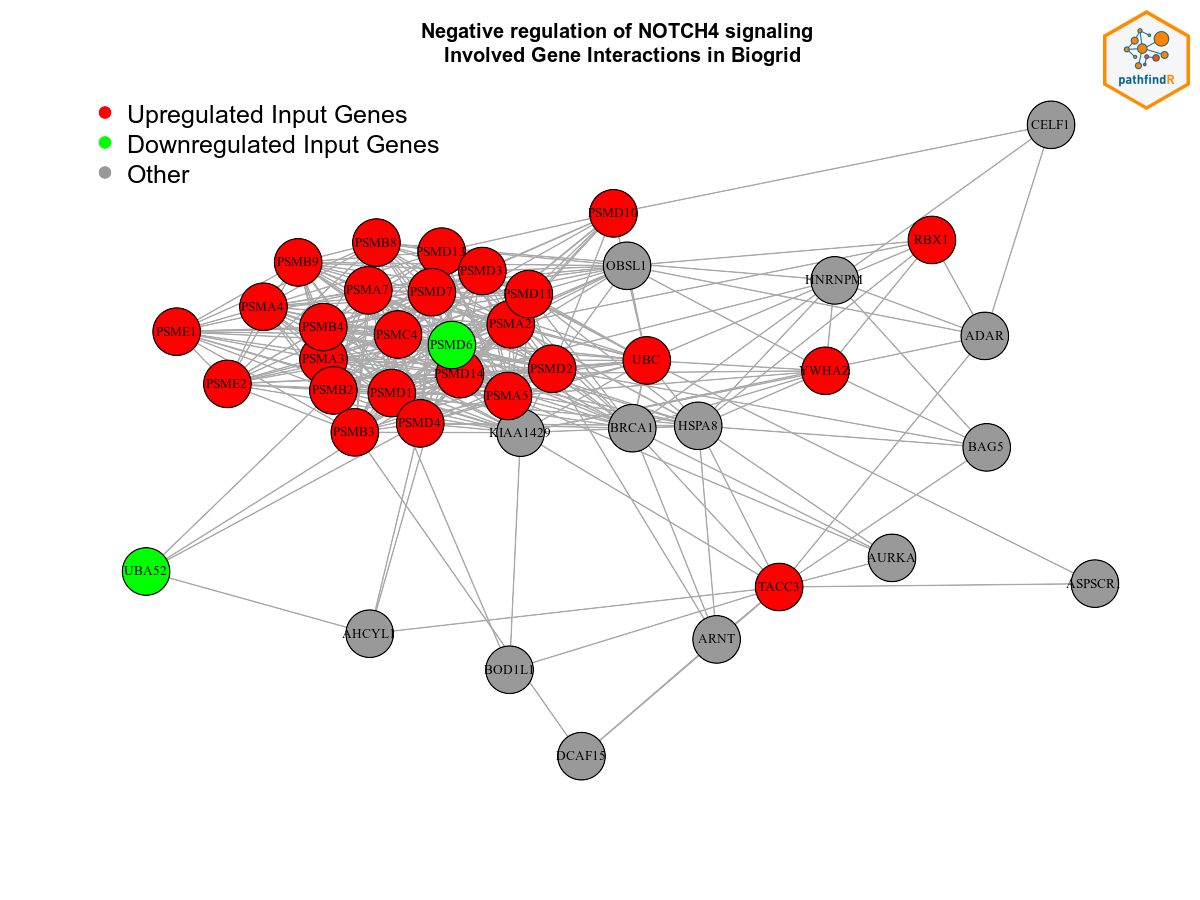 Negative regulation of NOTCH4 signaling
Involved Gene Interactions in Biogrid
pathfindR
Upregulated Input Genes
Downregulated Input Genes
Other
CELF1
PSMD10
PSMB8
PSMD13
RBX1
PSMB9
PSMD3
OBSL1
HNRNPM
PSMA7
PSMD7
PSMD11
PSMA4
PSMA2
PSME1
PSMB4
PSMC4
PSMD6
ADAR
PSMA3
UBC
PSMD14
PSMD2
YWHAZ
PSME2
PSMB2
PSMD1
PSMA5
PSMB3
PSMD4
KIAA1429
BRCA1
HSPA8
BAG5
UBA52
AURKA
TACC3
ASPSCR
AHCYL1
ARNT
BOD1L1
DCAF15